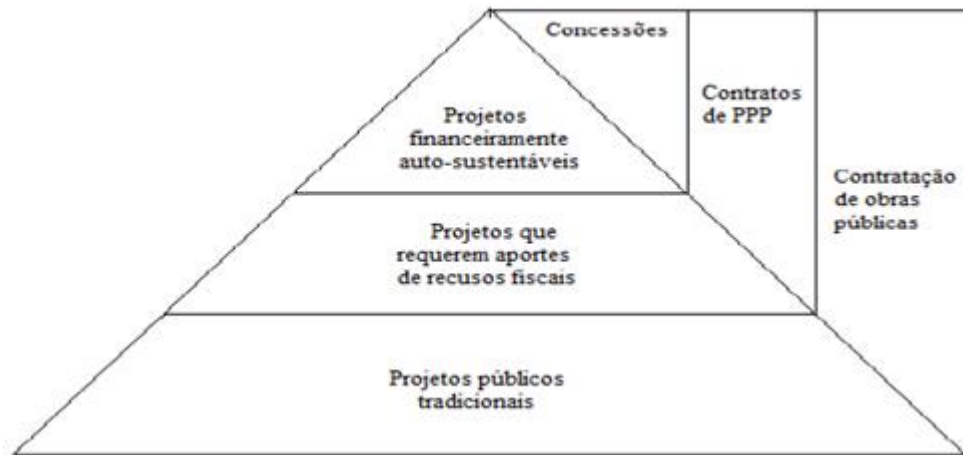 Concessões
Projetos
financeiramente
auto-sustentáveis
Contratos
de PPP
Contratação
de obras
públicas
Projetos que
requerem aportes
de recusos fiscais
Projetos públicos
tradicionais